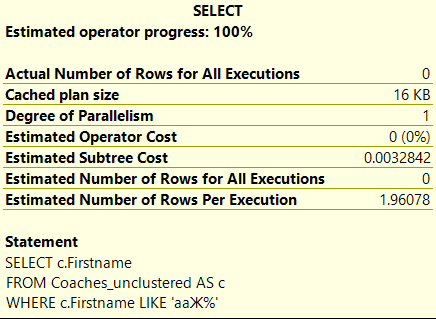 SELECT
Estimated operator progress: 100%
Actual Number of Rows for All Executions 0
Cached plan size 16 KB
Degree of Parallelism 1
Estimated Operator Cost 0 (0%)
Estimated Subtree Cost 0.0032842
Estimated Number of Rows for All Executions 0
Estimated Number of Rows Per Execution 1.96078
Statement
SELECT c.Firstname
FROM Coaches_unclustered AS c
WHERE c.Firstname LIKE 'aaЖ%'